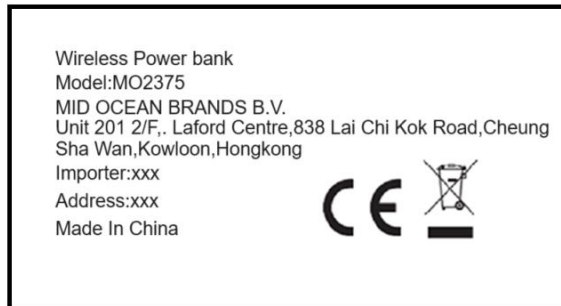 Wireless Power bank
Model:MO2375
MID OCEAN BRANDS B.V.
Unit 201 2/F,. Laford Centre,838 Lai Chi Kok Road,Cheung
Sha Wan,Kowloon,Hongkong
Importer:xxx
Address:xxx
Made In China
CE